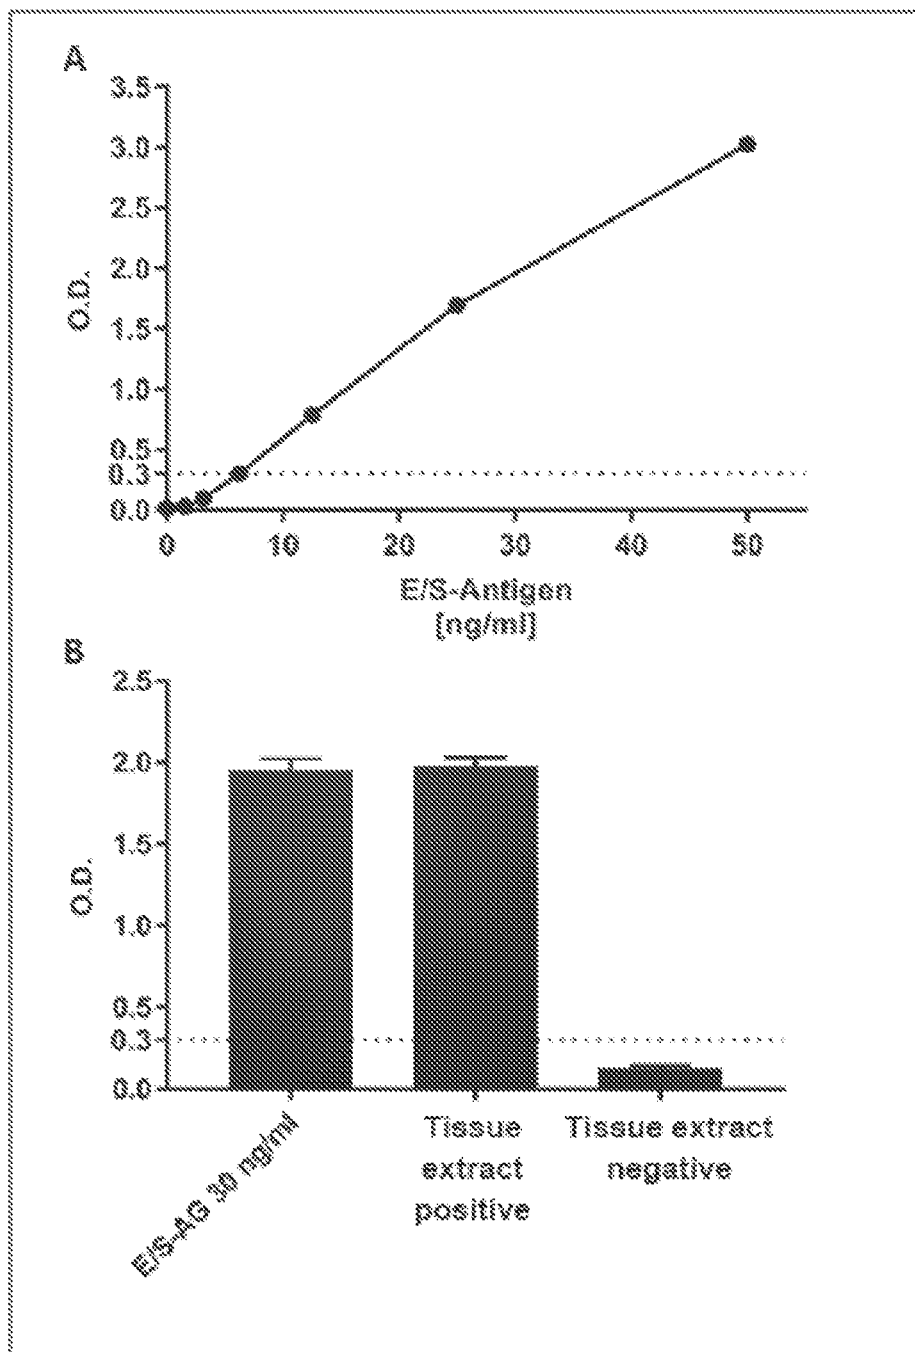 A
3.5
3.0
2.5
2.0
1.5
1.0
0.5
0.3
0.0
O.D.
0 10 20 30 40 50
E/S-Antigen
[ng/ml]
B
2.5
2.0
1.5
1.0
0.5
0.3
0.0
O.D.
E/S-AG 30 ng/ml
Tissue
extract
positive
Tissue extract
negative